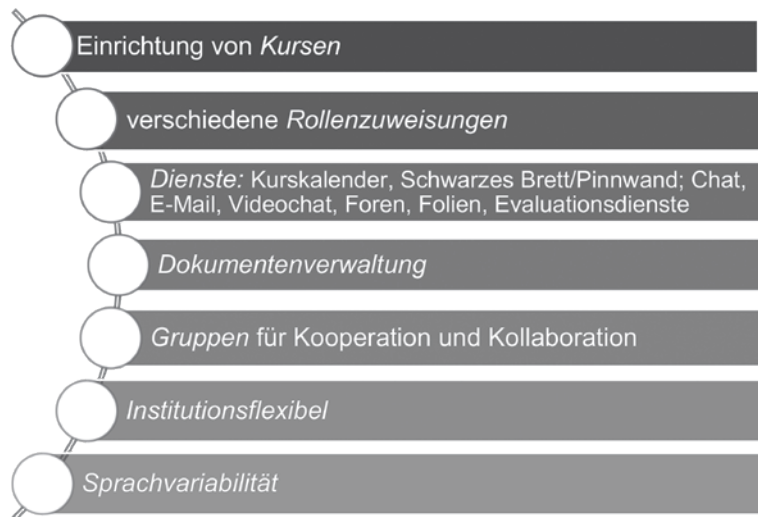 Einrichtung von Kursen
verschiedene Rollenzuweisungen
Dienste: Kurskalender, Schwarzes Brett/Pinnwand; Chat,
E-Mail, Videochat, Foren, Folien, Evaluationsdienste
Dokumentenverwaltung
Gruppen für Kooperation und Kollaboration
Institutionsflexibel
Sprachvariabilität